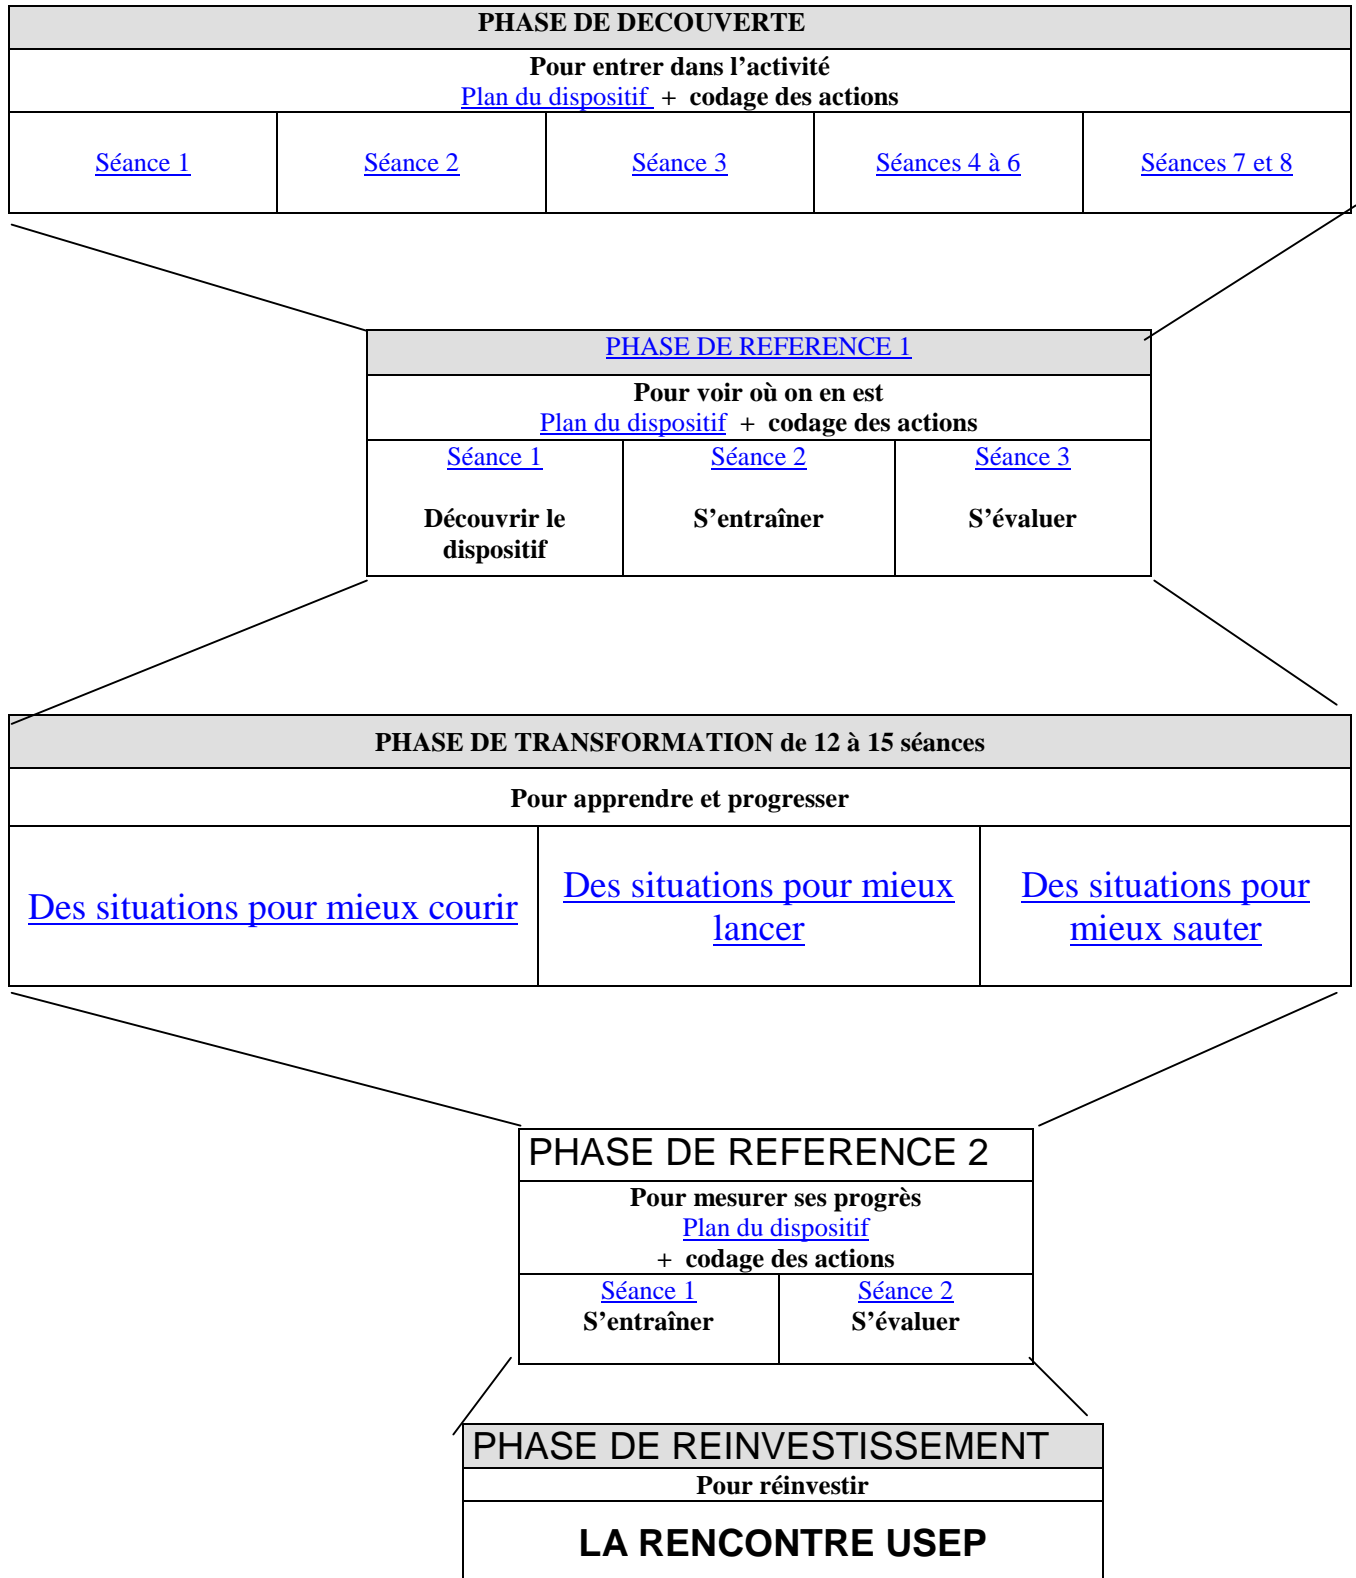 PHASE DE DECOUVERTE
Pour entrer dans l’activité
Plan du dispositif + codage des actions
Séance 1
Séance 2
Séance 3
Séances 4 à 6
Séances 7 et 8
PHASE DE REFERENCE 1
Pour voir où on en est
Plan du dispositif + codage des actions
Séance 1
Découvrir le
dispositif
Séance 2
S’entraîner
Séance 3
S’évaluer
PHASE DE TRANSFORMATION de 12 à 15 séances
Pour apprendre et progresser
Des situations pour mieux courir
Des situations pour mieux
lancer
Des situations pour
mieux sauter
PHASE DE REFERENCE 2
Pour mesurer ses progrès
Plan du dispositif
+ codage des actions
Séance 1
S’entraîner
Séance 2
S’évaluer
PHASE DE REINVESTISSEMENT
Pour réinvestir
LA RENCONTRE USEP